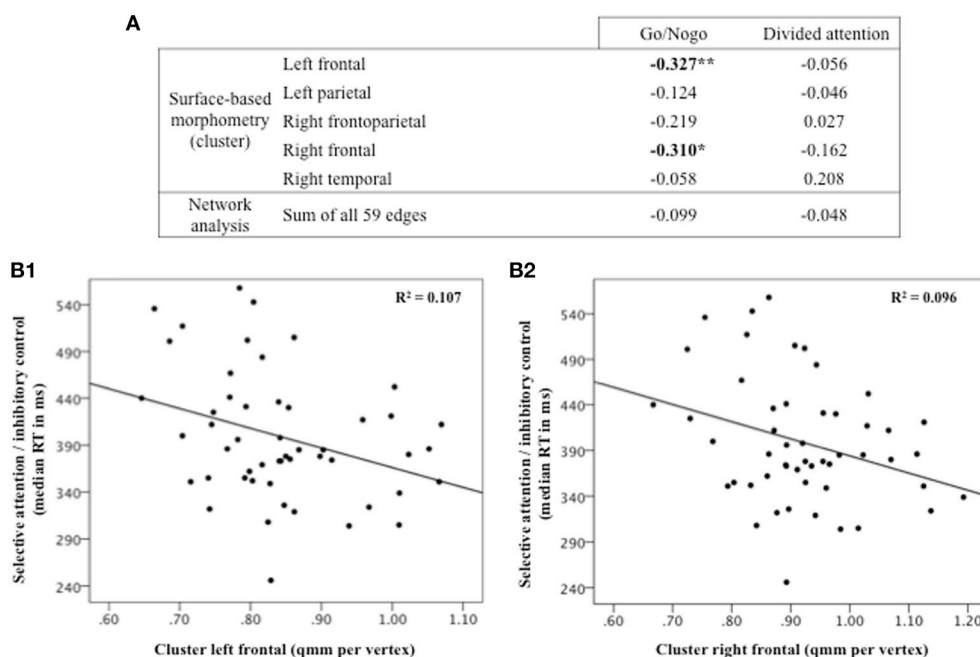 A
Go/Nogo Divided attention
Surface-based morphometry (cluster)
Left frontal -0.327** -0.056
Left parietal -0.124 -0.046
Right frontoparietal -0.219 0.027
Right frontal -0.310* -0.162
Right temporal -0.058 0.208
Network analysis
Sum of all 59 edges -0.099 -0.048
B1
R² = 0.107
Selective attention / inhibitory control
(median RT in ms)
540
490
440
390
340
290
240
.60 .70 .80 .90 1.00 1.10
Cluster left frontal (qmm per vertex)
B2
R² = 0.096
Selective attention / inhibitory control
(median RT in ms)
540
490
440
390
340
290
240
.60 .70 .80 .90 1.00 1.10 1.20
Cluster right frontal (qmm per vertex)